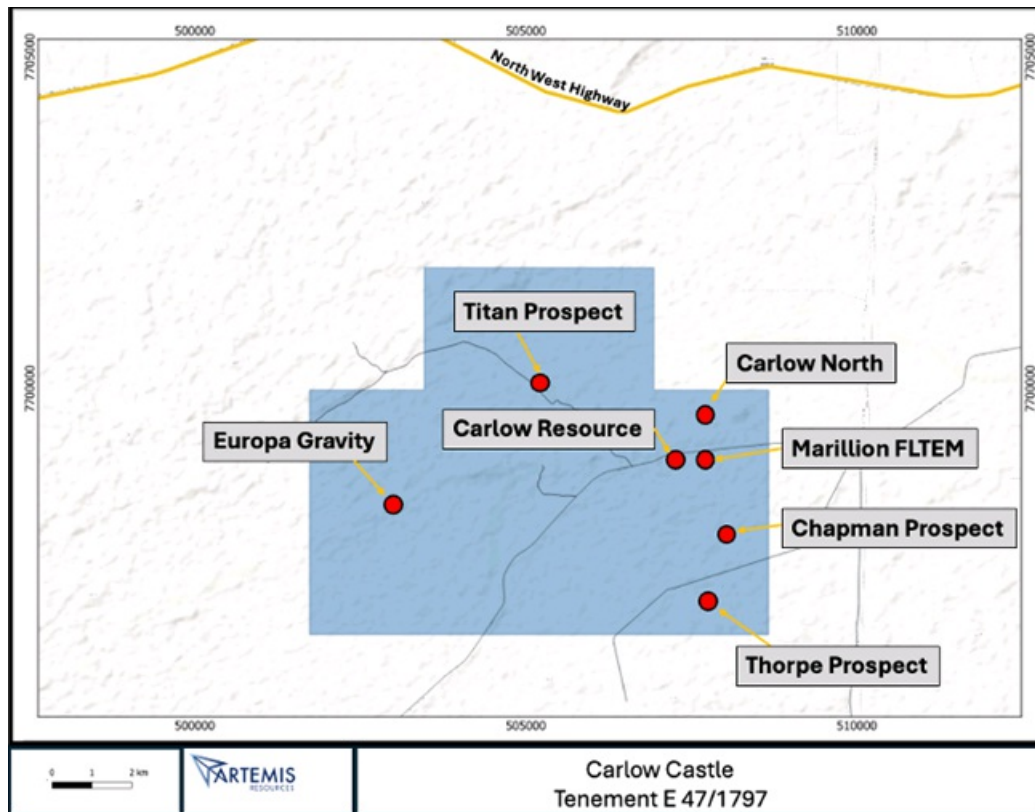 500000
505000
510000
7705000
7705000
North West Highway
Titan Prospect
Carlow North
7700000
7700000
Carlow Resource
Europa Gravity
Marillion FLTEM
Chapman Prospect
Thorpe Prospect
500000
505000
510000
0 1 2 km
ARTEMIS
RESOURCES
Carlow Castle
Tenement E 47/1797